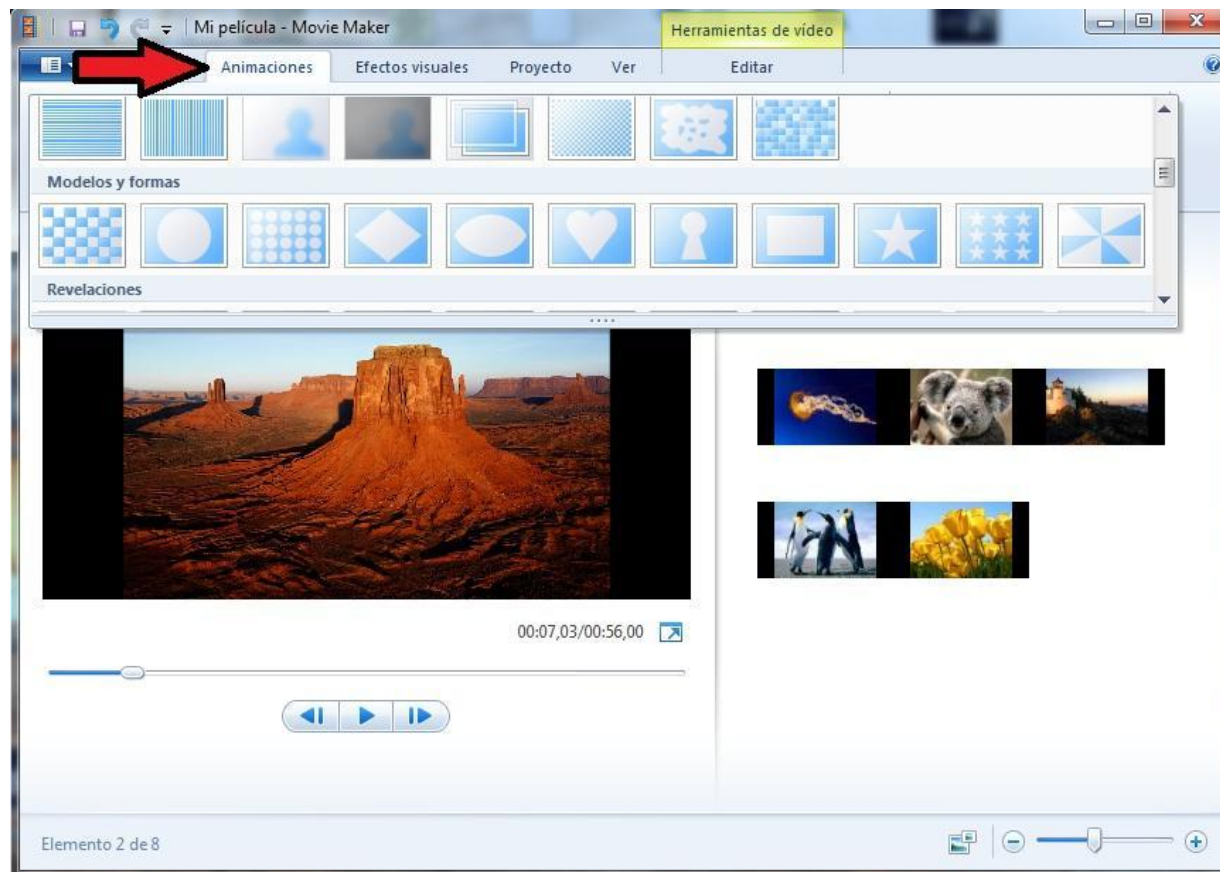 Mi película - Movie Maker
Herramientas de vídeo
Animaciones
Efectos visuales
Proyecto
Ver
Editar
Modelos y formas
Revelaciones
00:07,03/00:56,00
Elemento 2 de 8